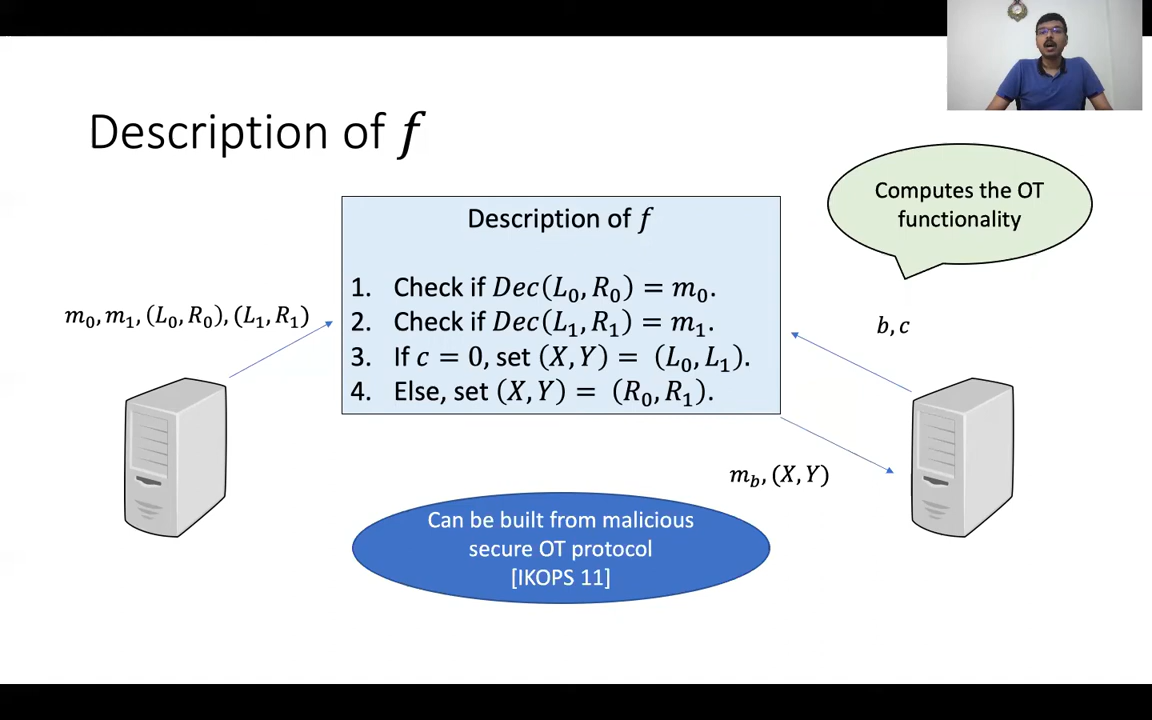 Description of f
Computes the OT
functionality
Description of f
1. Check if Dec(L₀, R₀) = m₀.
2. Check if Dec(L₁, R₁) = m₁.
3. If c = 0, set (X, Y) = (L₀, L₁).
4. Else, set (X, Y) = (R₀, R₁).
m₀, m₁, (L₀, R₀), (L₁, R₁)
b, c
m_b, (X, Y)
Can be built from malicious
secure OT protocol
[IKOPS 11]